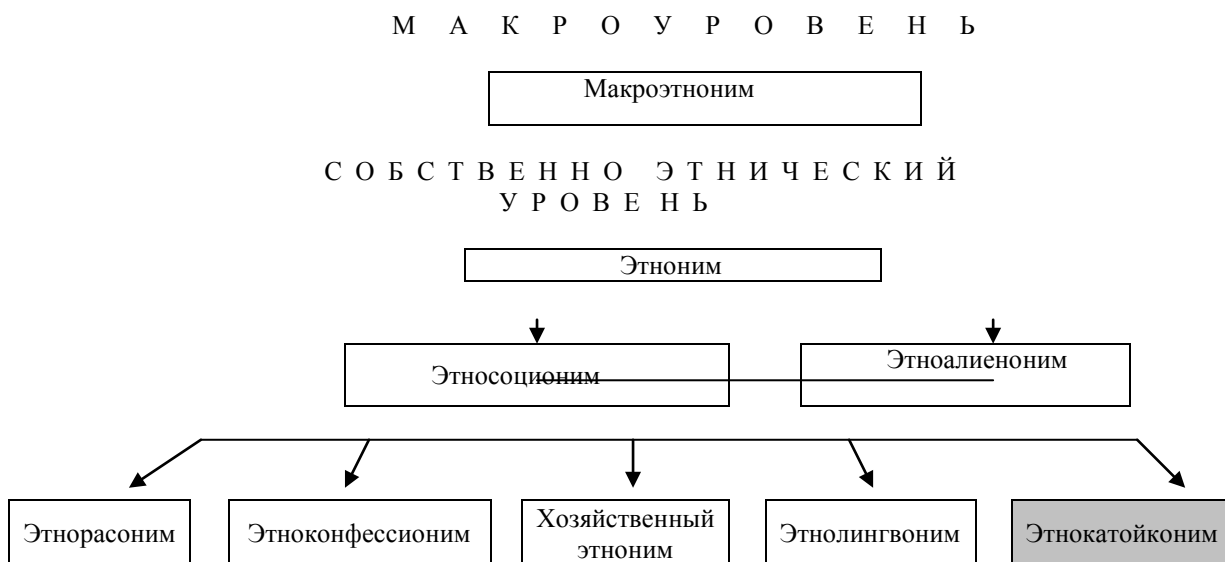 М А К Р О У Р О В Е Н Ь
Макроэтноним
С О Б С Т В Е Н Н О Э Т Н И Ч Е С К И Й
У Р О В Е Н Ь
Этноним
Этносоционим
Этноалиеноним
Этнорасоним
Этноконфессионим
Хозяйственный
этноним
Этнолингвоним
Этнокатойконим